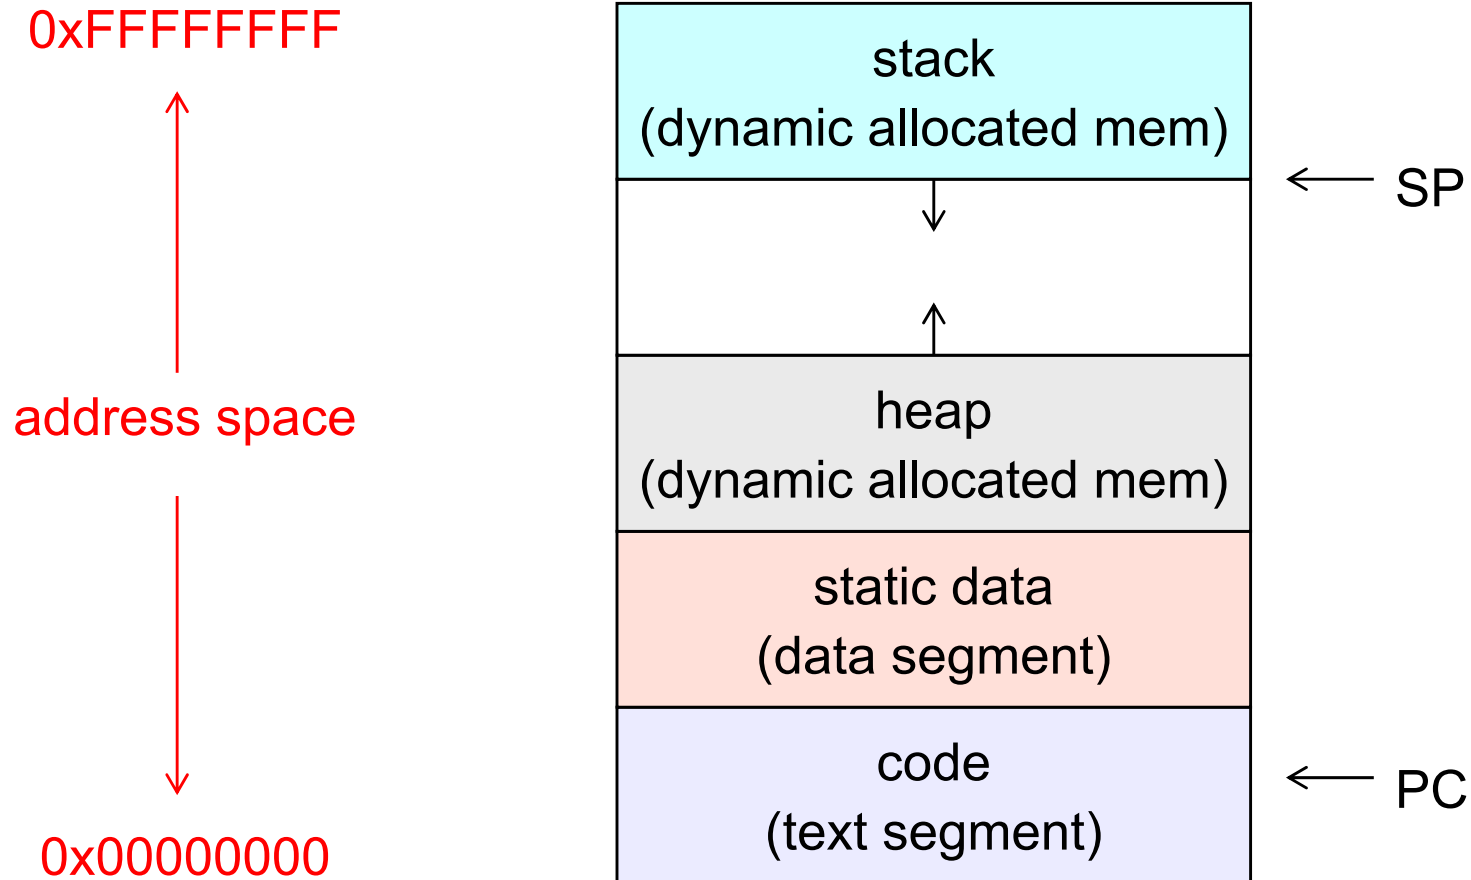 0xFFFFFFFF
stack
(dynamic allocated mem)
SP
address space
heap
(dynamic allocated mem)
static data
(data segment)
code
(text segment)
PC
0x00000000